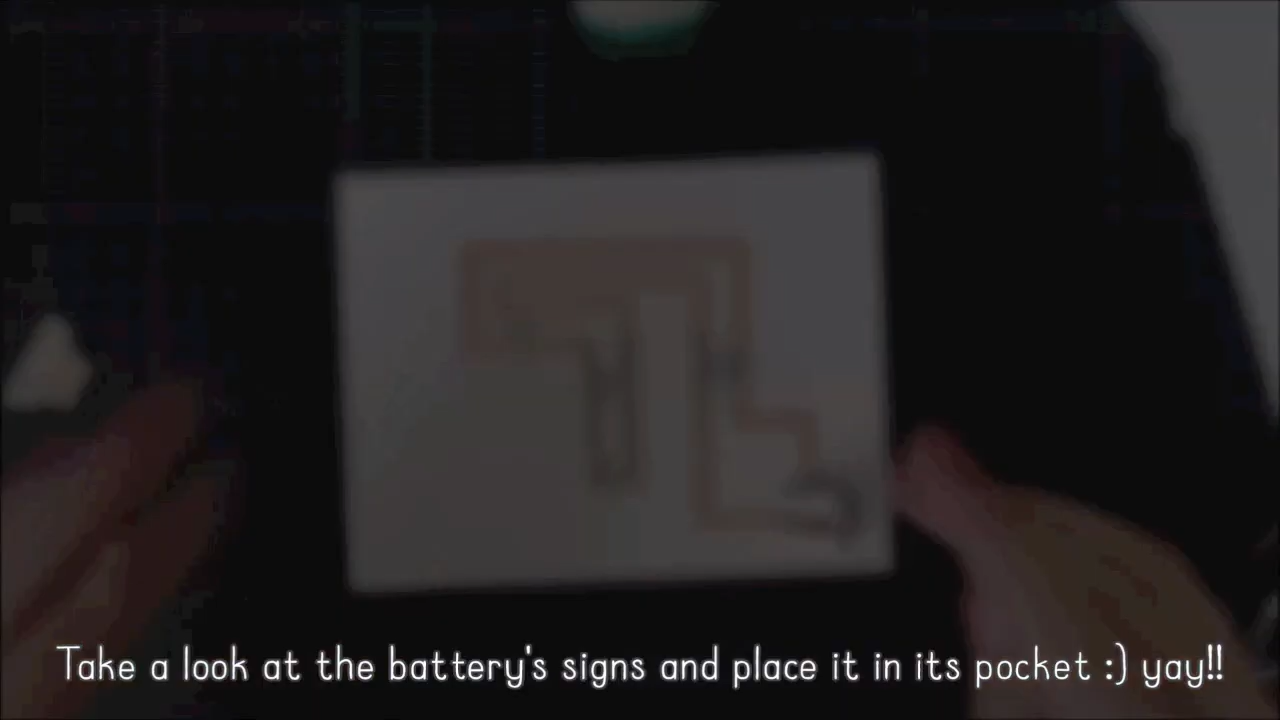 Take a look at the battery's signs and place it in its pocket :) yay!!